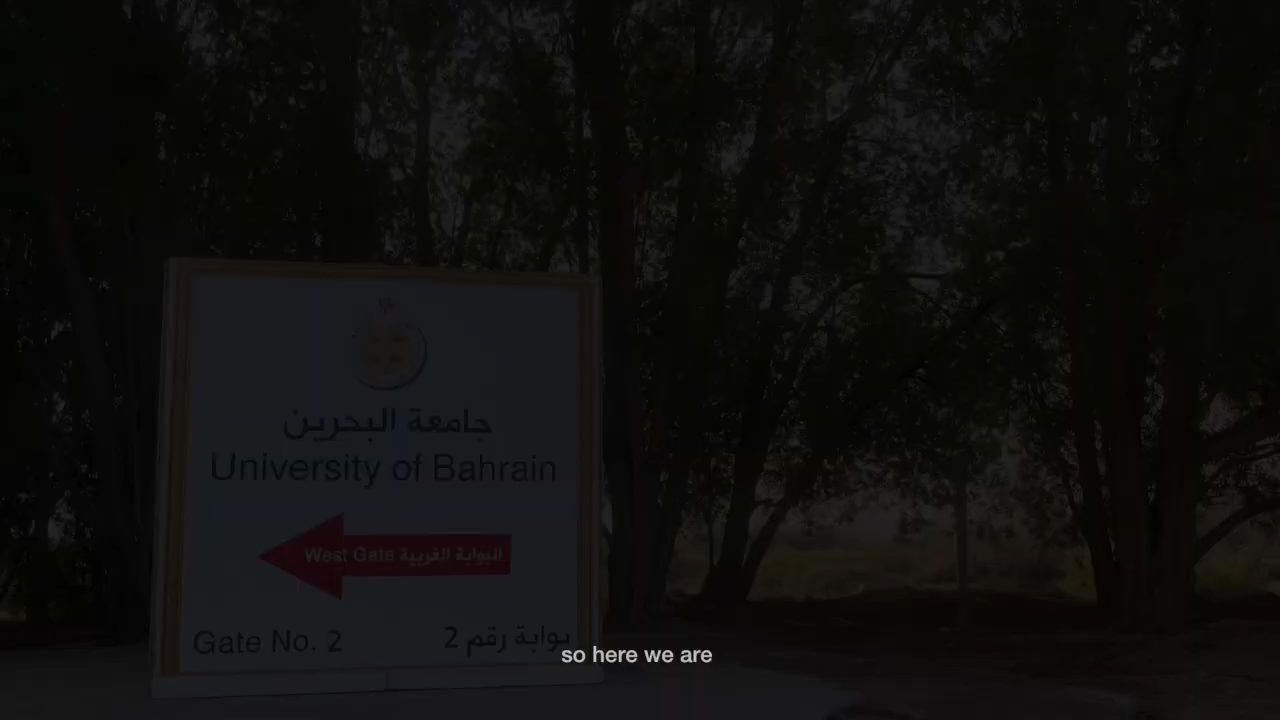 جامعة البحرين
University of Bahrain
West Gate البوابة الغربية
Gate No. 2 بوابة رقم 2
so here we are